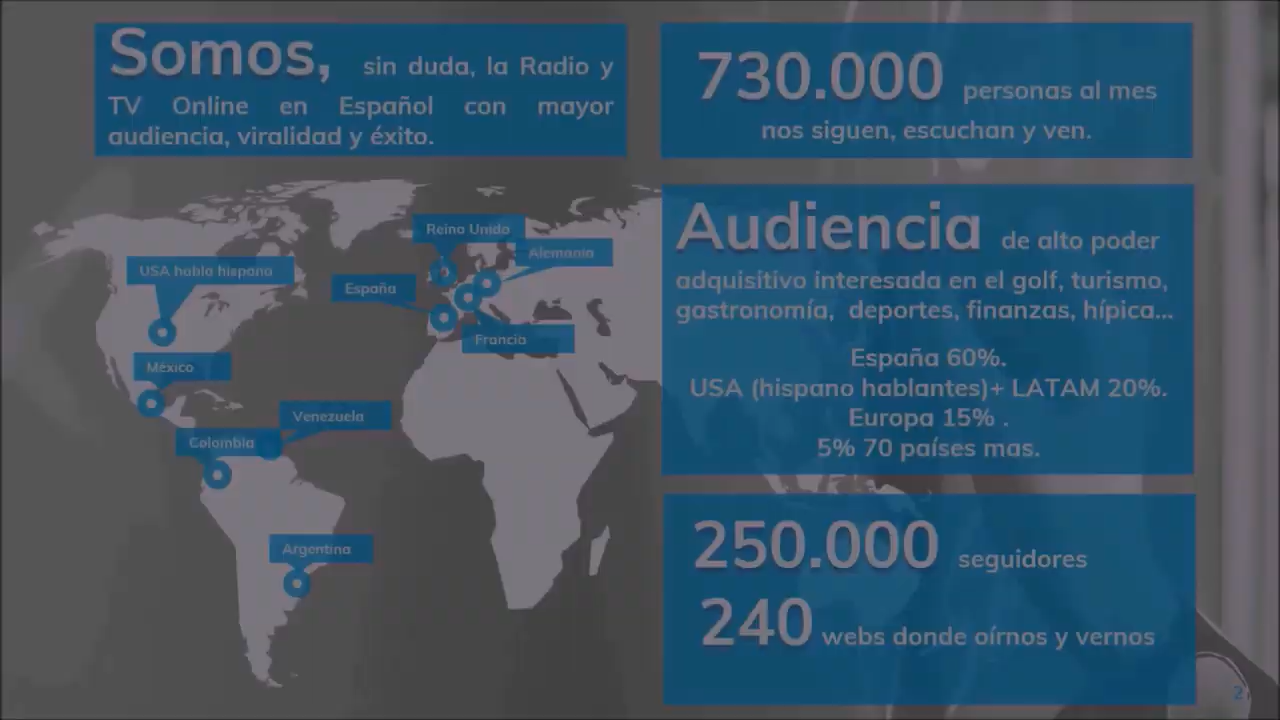 Somos, sin duda, la Radio y
TV Online en Español con mayor
audiencia, viralidad y éxito.
730.000 personas al mes
nos siguen, escuchan y ven.
Reino Unido
Alemania
USA habla hispana
España
Francia
México
Venezuela
Colombia
Argentina
Audiencia de alto poder
adquisitivo interesada en el golf, turismo,
gastronomía, deportes, finanzas, hípica...
España 60%.
USA (hispano hablantes)+ LATAM 20%.
Europa 15% .
5% 70 países mas.
250.000 seguidores
240 webs donde oírnos y vernos
2